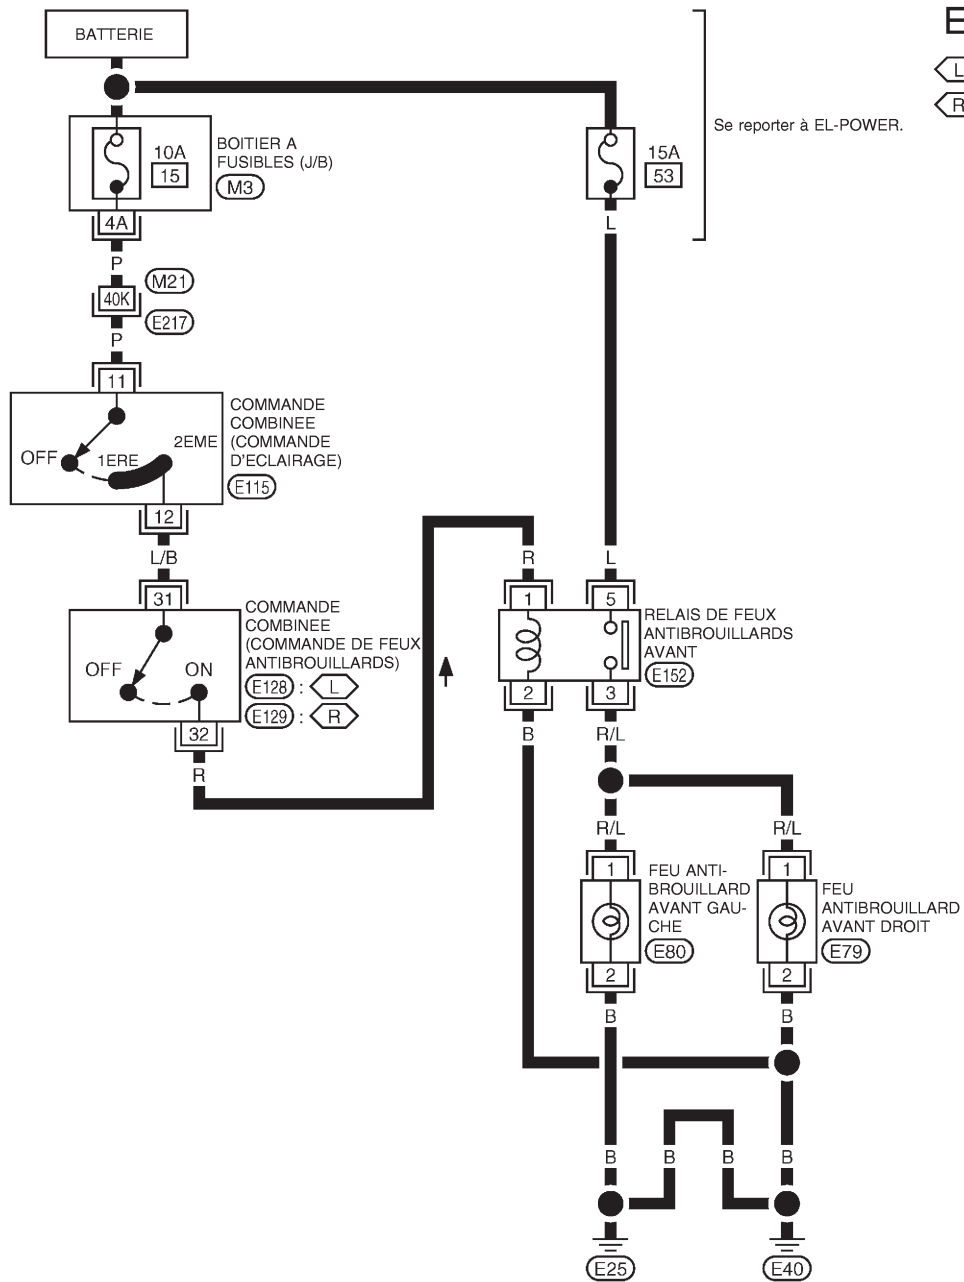 BATTERIE
E
L
R
Se reporter à EL-POWER.
10A
15
BOITIER A
FUSIBLES (J/B)
M3
15A
53
4A
L
P
M21
40K
E217
P
11
COMMANDE
COMBINEE
(COMMANDE
D'ECLAIRAGE)
E115
OFF
1ERE
2EME
12
L/B
R
L
31
COMMANDE
COMBINEE
(COMMANDE DE FEUX
ANTIBROUILLARDS)
E128 : L
E129 : R
OFF
ON
32
R
1
5
RELAIS DE FEUX
ANTIBROUILLARDS
AVANT
E152
2
3
B
R/L
R/L
R/L
1
FEU ANTI-
BROUILLARD
AVANT GAU-
CHE
E80
1
FEU
ANTIBROUILLARD
AVANT DROIT
E79
2
2
B
B
B
B
B
B
E25
E40